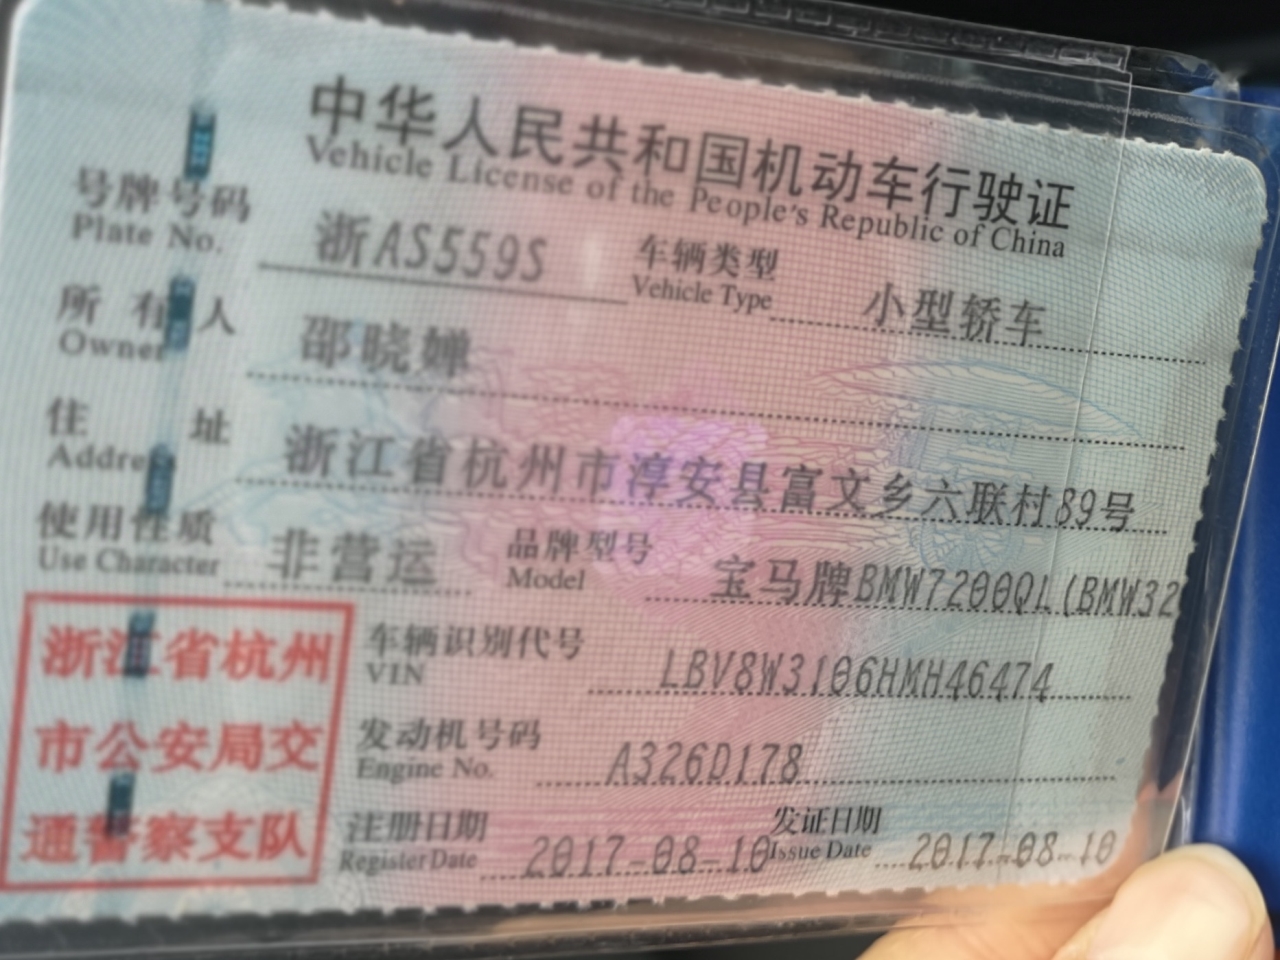 中华人民共和国机动车行驶证
Vehicle License of the People's Republic of China
号牌号码 浙AS559S 车辆类型 小型轿车
Plate No. Vehicle Type
所有人 邵晓婵
Owner
住址 浙江省杭州市淳安县富文乡六联村89号
Address
使用性质 非营运 品牌型号 宝马牌BMW7200QL(BMW32
Use Character Model
浙江省杭州
市公安局交
通警察支队
车辆识别代号 LBV8W3106HMH46474
VIN
发动机号码 A326D178
Engine No.
注册日期 2017-08-10 发证日期 2017-08-10
Register Date Issue Date